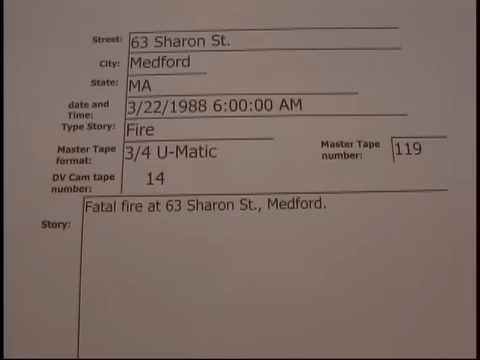 Street: 63 Sharon St.
City: Medford
State: MA
date and Time: 3/22/1988 6:00:00 AM
Type Story: Fire
Master Tape format: 3/4 U-Matic
Master Tape number: 119
DV Cam tape number: 14
Story: Fatal fire at 63 Sharon St., Medford.